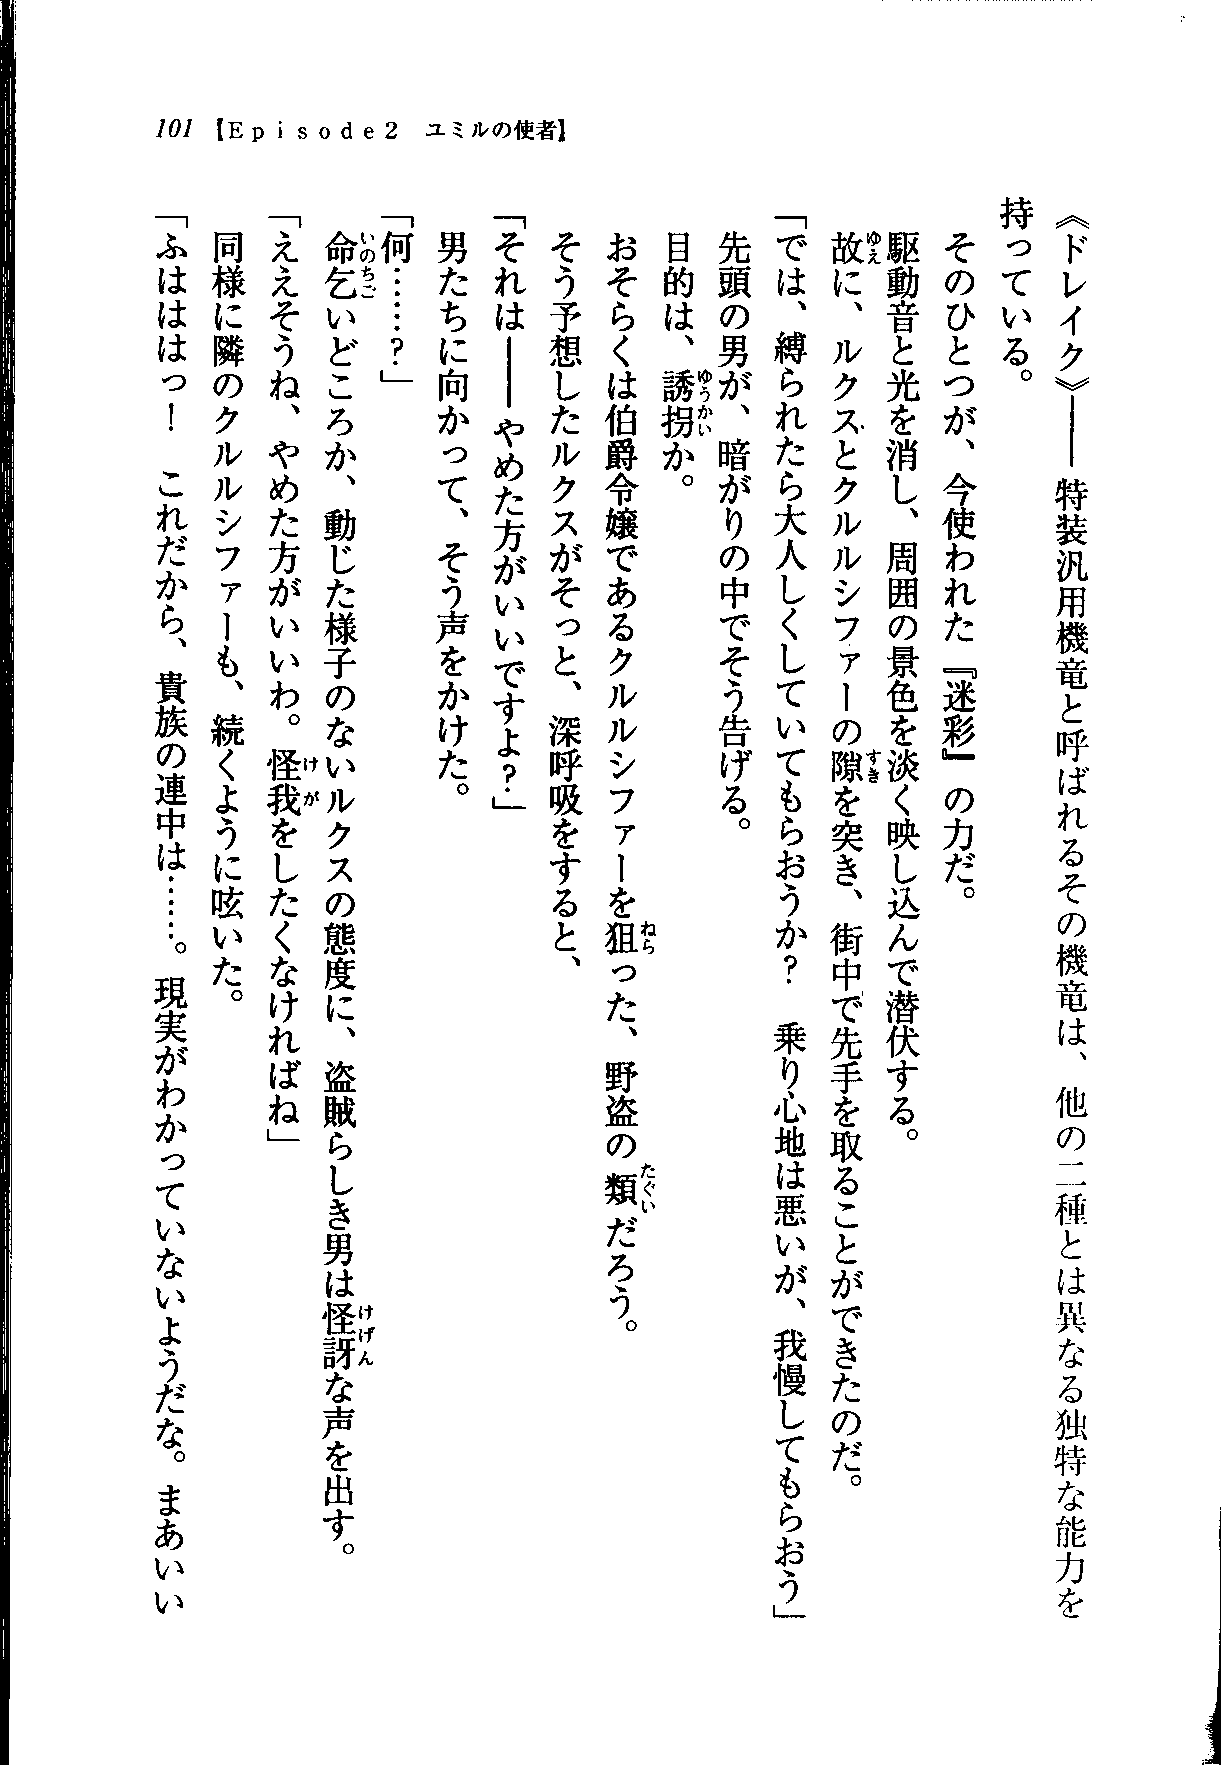 101 【Episode2　ユミルの使者】
《ドレイク》――特装汎用機竜と呼ばれるその機竜は、他の二種とは異なる独特な能力を
持っている。
　そのひとつが、今使われた『迷彩』の力だ。
　駆動音と光を消し、周囲の景色を淡く映し込んで潜伏する。
　故に、ルクスとクルルシファーの隙を突き、街中で先手を取ることができたのだ。
「では、縛られたら大人しくしていてもらおうか？　乗り心地は悪いが、我慢してもらおう」
　先頭の男が、暗がりの中でそう告げる。
　目的は、誘拐か。
　おそらくは伯爵令嬢であるクルルシファーを狙った、野盗の類だろう。
　そう予想したルクスがそっと、深呼吸をすると、
「それは――やめた方がいいですよ？」
　男たちに向かって、そう声をかけた。
「何……？」
　命乞いどころか、動じた様子のないルクスの態度に、盗賊らしき男は怪訝な声を出す。
「ええそうね、やめた方がいいわ。怪我をしたくなければね」
　同様に隣のクルルシファーも、続くように呟いた。
「ふはははっ！　これだから、貴族の連中は……。現実がわかっていないようだな。まあいい